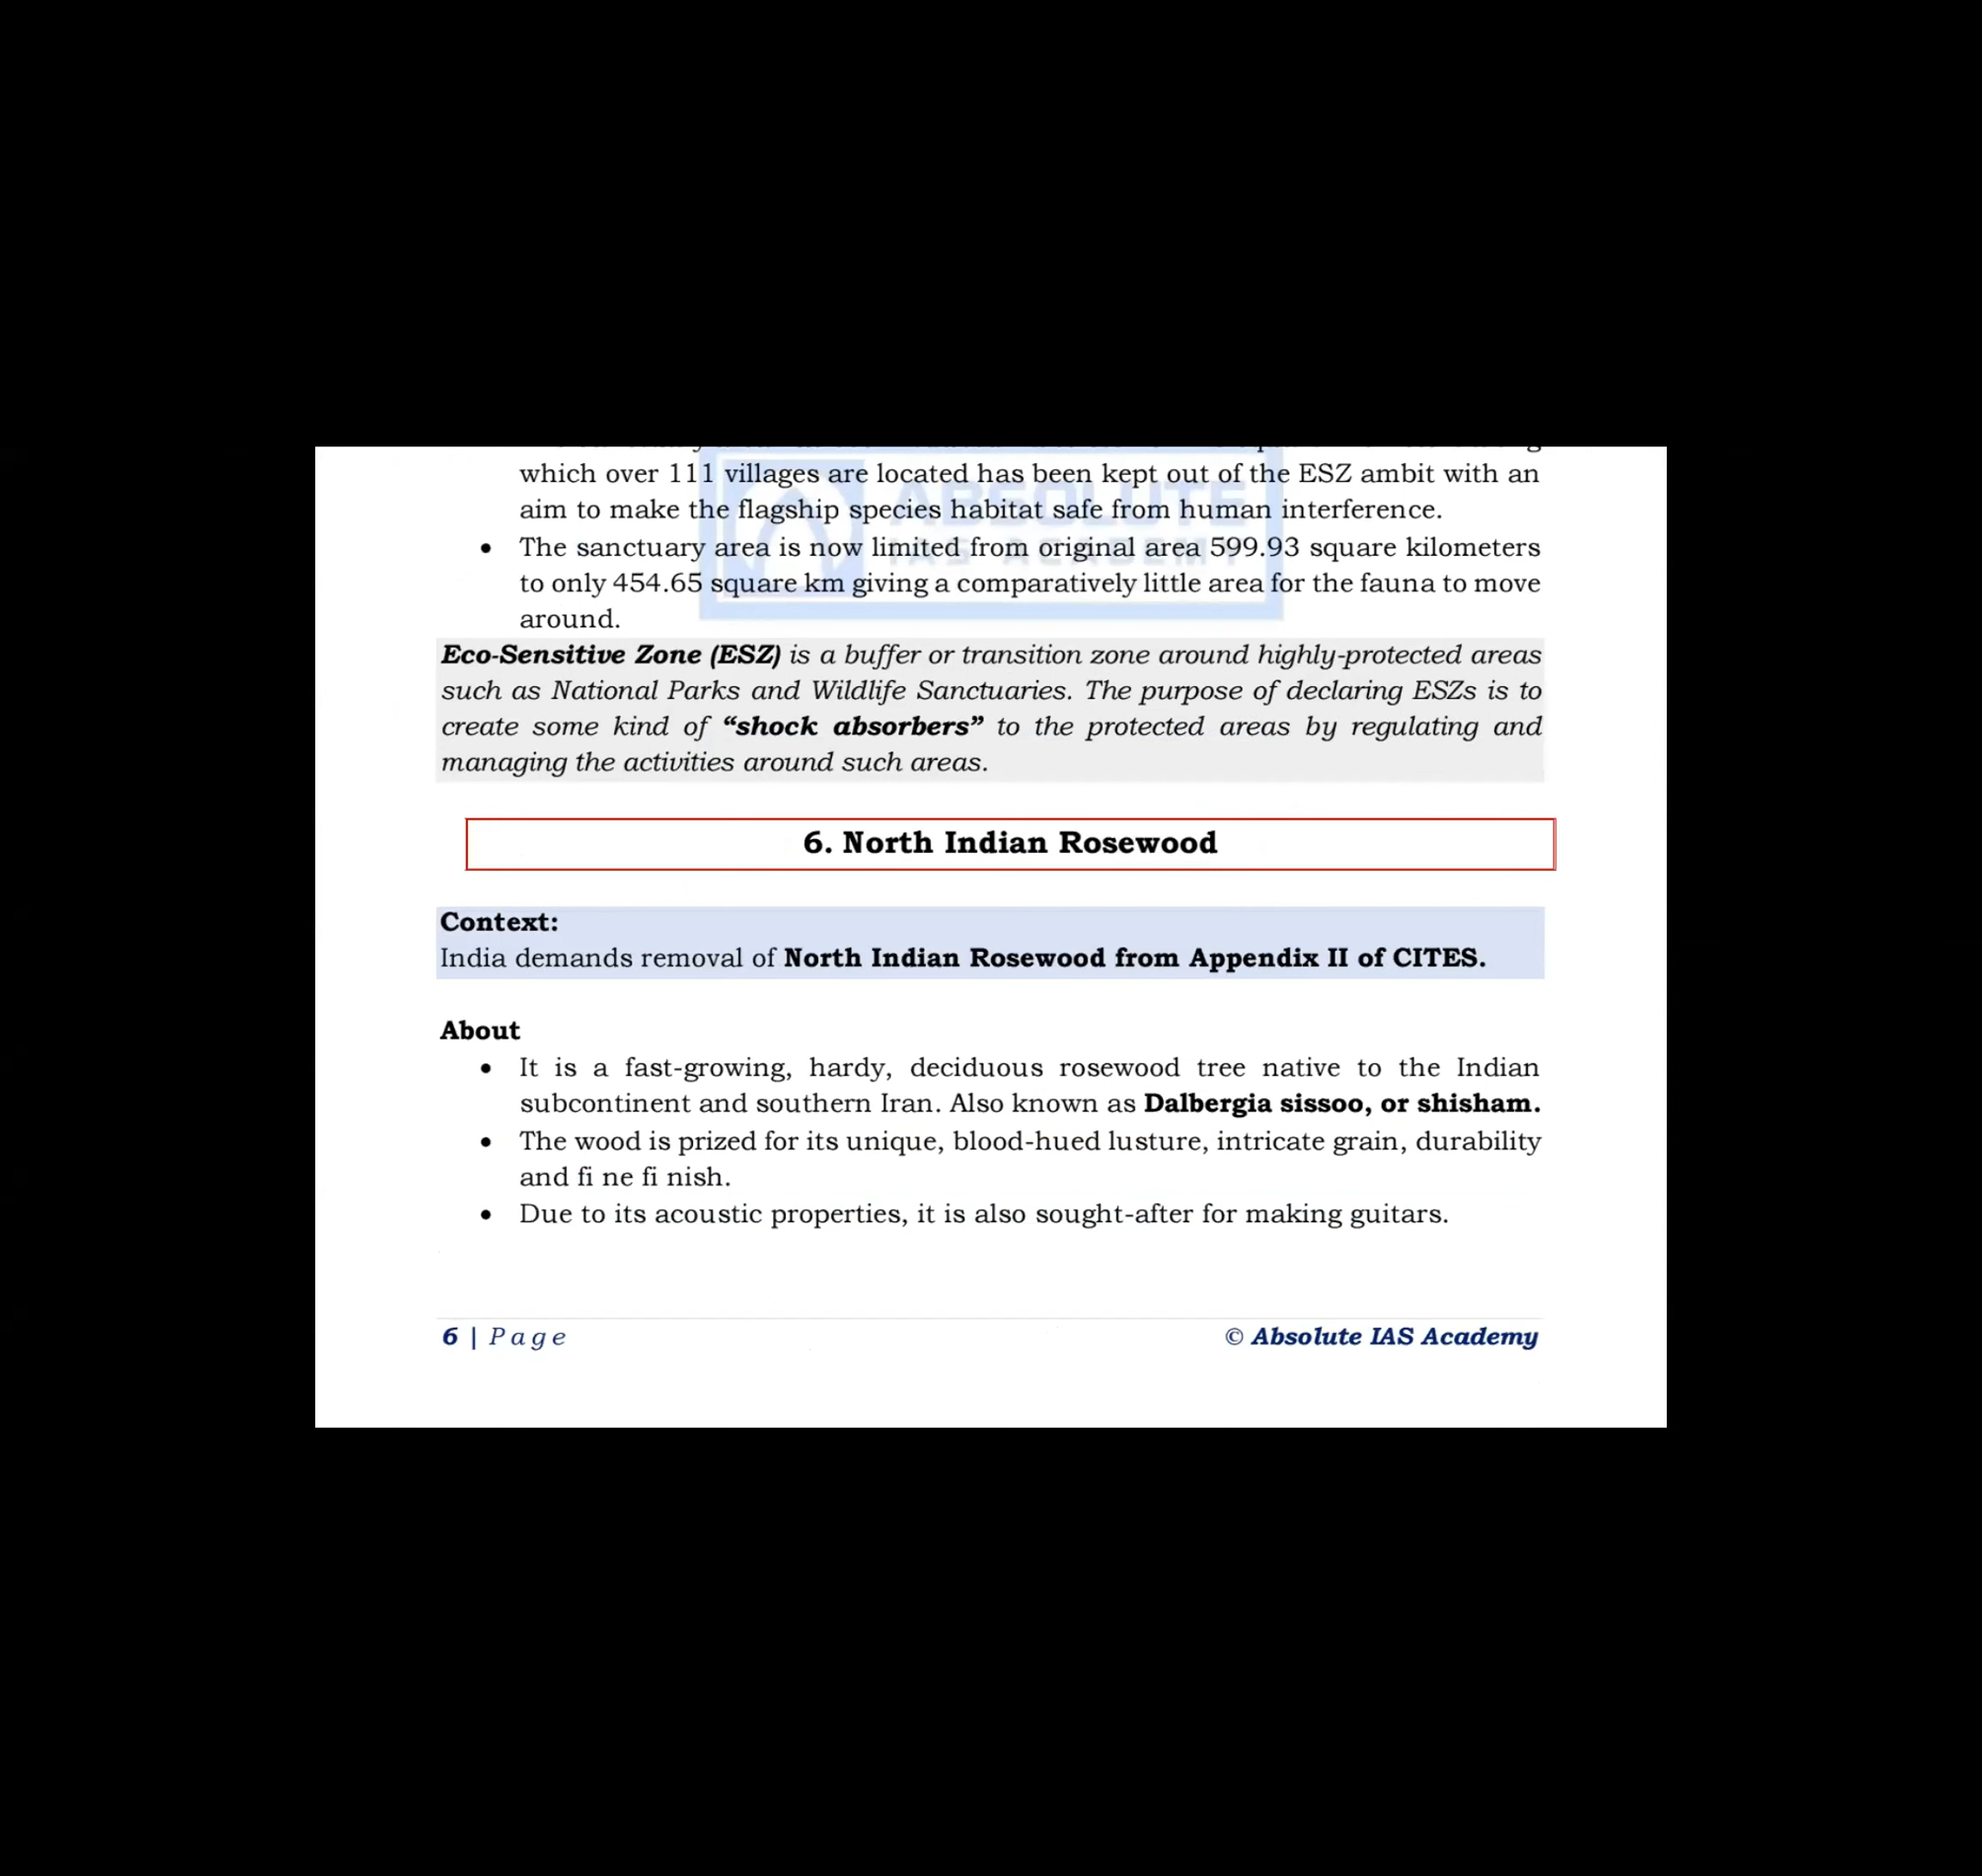 which over 111 villages are located has been kept out of the ESZ ambit with an
aim to make the flagship species habitat safe from human interference.
• The sanctuary area is now limited from original area 599.93 square kilometers
to only 454.65 square km giving a comparatively little area for the fauna to move
around.
ABSOLUTE
IAS ACADEMY
Eco-Sensitive Zone (ESZ) is a buffer or transition zone around highly-protected areas
such as National Parks and Wildlife Sanctuaries. The purpose of declaring ESZs is to
create some kind of “shock absorbers” to the protected areas by regulating and
managing the activities around such areas.
6. North Indian Rosewood
Context:
India demands removal of North Indian Rosewood from Appendix II of CITES.
About
• It is a fast-growing, hardy, deciduous rosewood tree native to the Indian
subcontinent and southern Iran. Also known as Dalbergia sissoo, or shisham.
• The wood is prized for its unique, blood-hued lusture, intricate grain, durability
and fi ne fi nish.
• Due to its acoustic properties, it is also sought-after for making guitars.
6 | Page
© Absolute IAS Academy